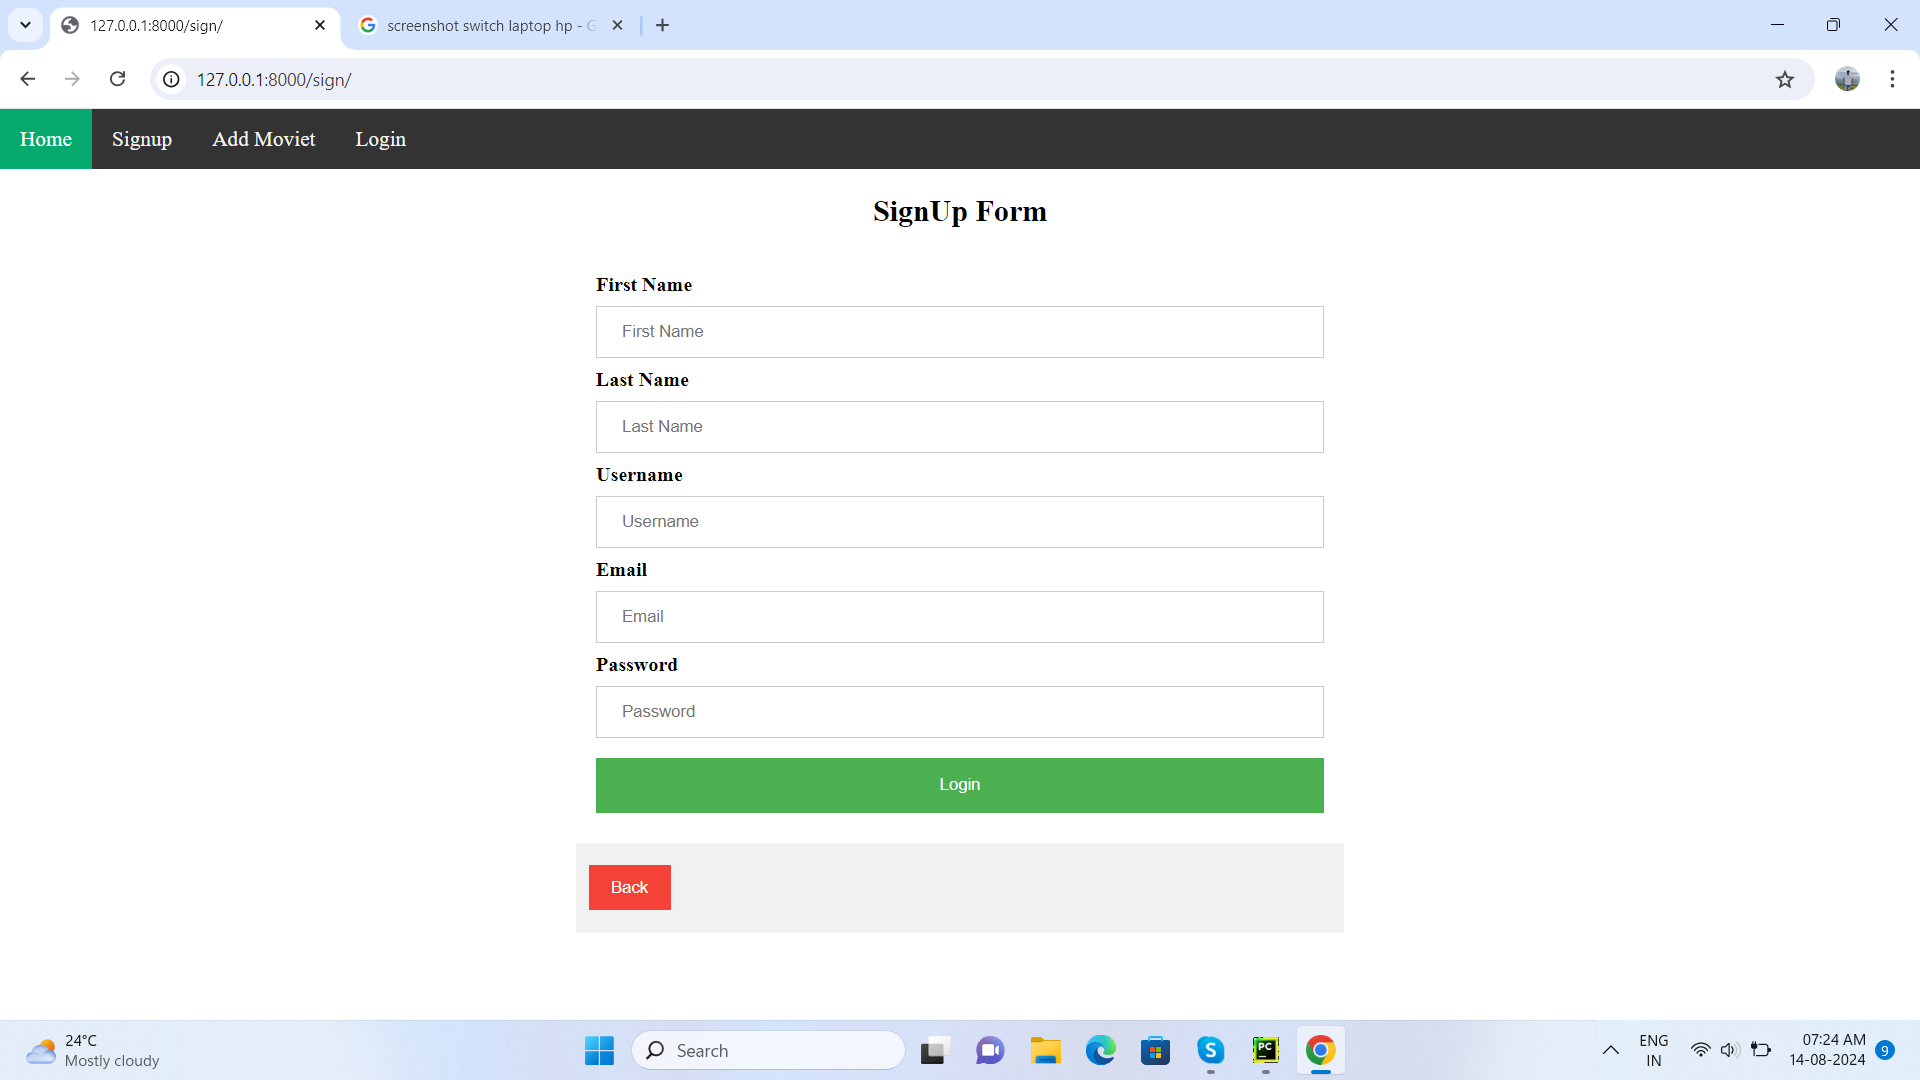 127.0.0.1:8000/sign/
screenshot switch laptop hp - G
127.0.0.1:8000/sign/
Home Signup Add Moviet Login
SignUp Form
First Name
First Name
Last Name
Last Name
Username
Username
Email
Email
Password
Password
Login
Back
24°C
Mostly cloudy
Search
S
PC
ENG
IN
07:24 AM
14-08-2024
9